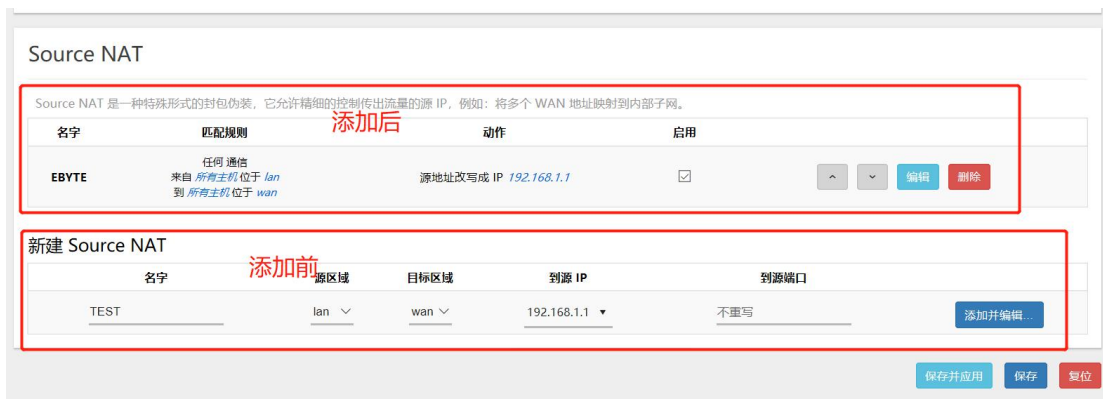 Source NAT
Source NAT 是一种特殊形式的封包伪装，它允许精细的控制传出流量的源 IP，例如：将多个 WAN 地址映射到内部子网。
添加后
名字 匹配规则 动作 启用
任何 通信
EBYTE 来自 所有主机 位于 lan 源地址改写成 IP 192.168.1.1 编辑 删除
到 所有主机 位于 wan
新建 Source NAT
添加前
名字 源区域 目标区域 到源 IP 到源端口
TEST lan wan 192.168.1.1 不重写 添加并编辑...
保存并应用 保存 复位